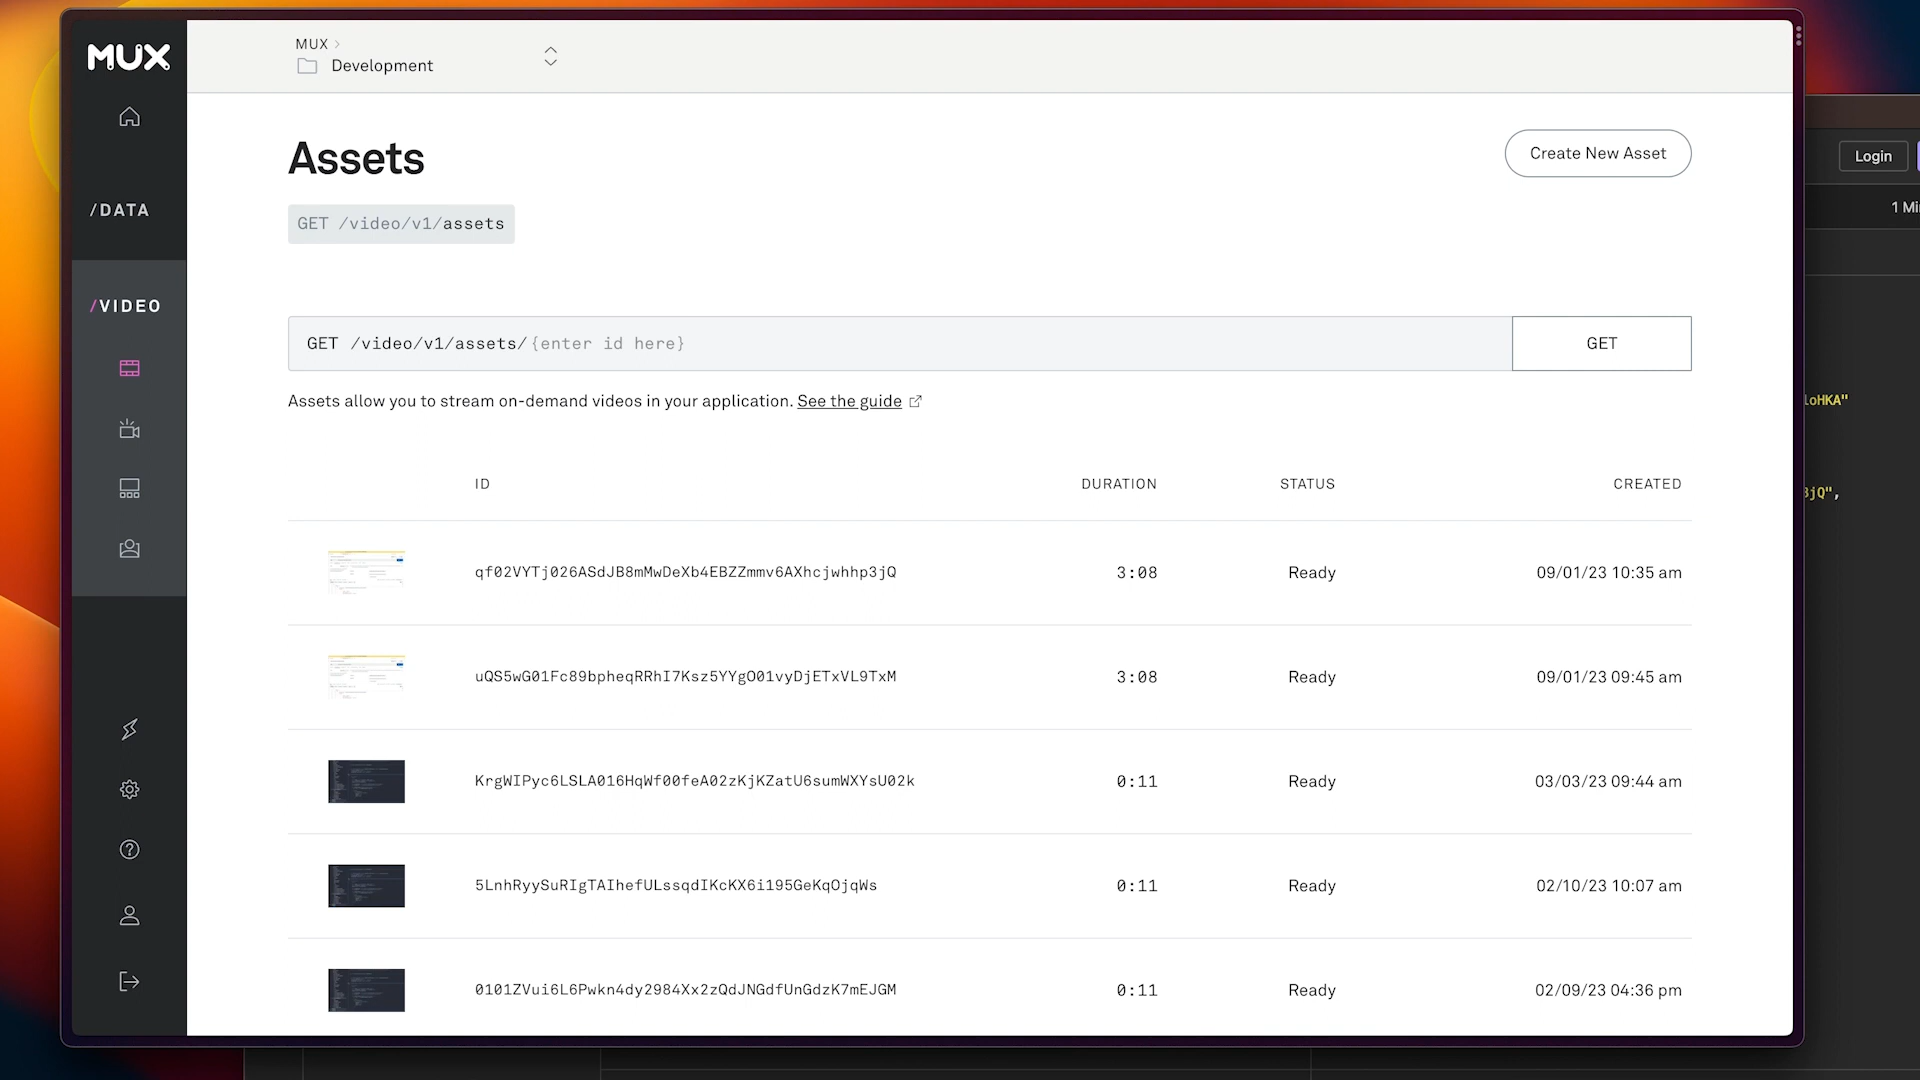 MUX
MUX
Development
/DATA
/VIDEO
Assets
Create New Asset
GET /video/v1/assets
GET /video/v1/assets/{enter id here}
GET
Assets allow you to stream on-demand videos in your application. See the guide
ID DURATION STATUS CREATED
qf02VYTj026ASdJB8mMwDeXb4EBZZmmv6AXhcjwhhp3jQ 3:08 Ready 09/01/23 10:35 am
uQS5wG01Fc89bpheqRRhI7Ksz5YYgO01vyDjETxVL9TxM 3:08 Ready 09/01/23 09:45 am
KrgWIPyc6LSLA016HqWf00feA02zKjKZatU6sumWXYsU02k 0:11 Ready 03/03/23 09:44 am
5LnhRyySuRIgTAIhefULssqdIKcKX6i195GeKqOjqWs 0:11 Ready 02/10/23 10:07 am
0101ZVui6L6Pwkn4dy2984Xx2zQdJNGdfUnGdzK7mEJGM 0:11 Ready 02/09/23 04:36 pm
Login
1 Mi
loHKA"
jQ",